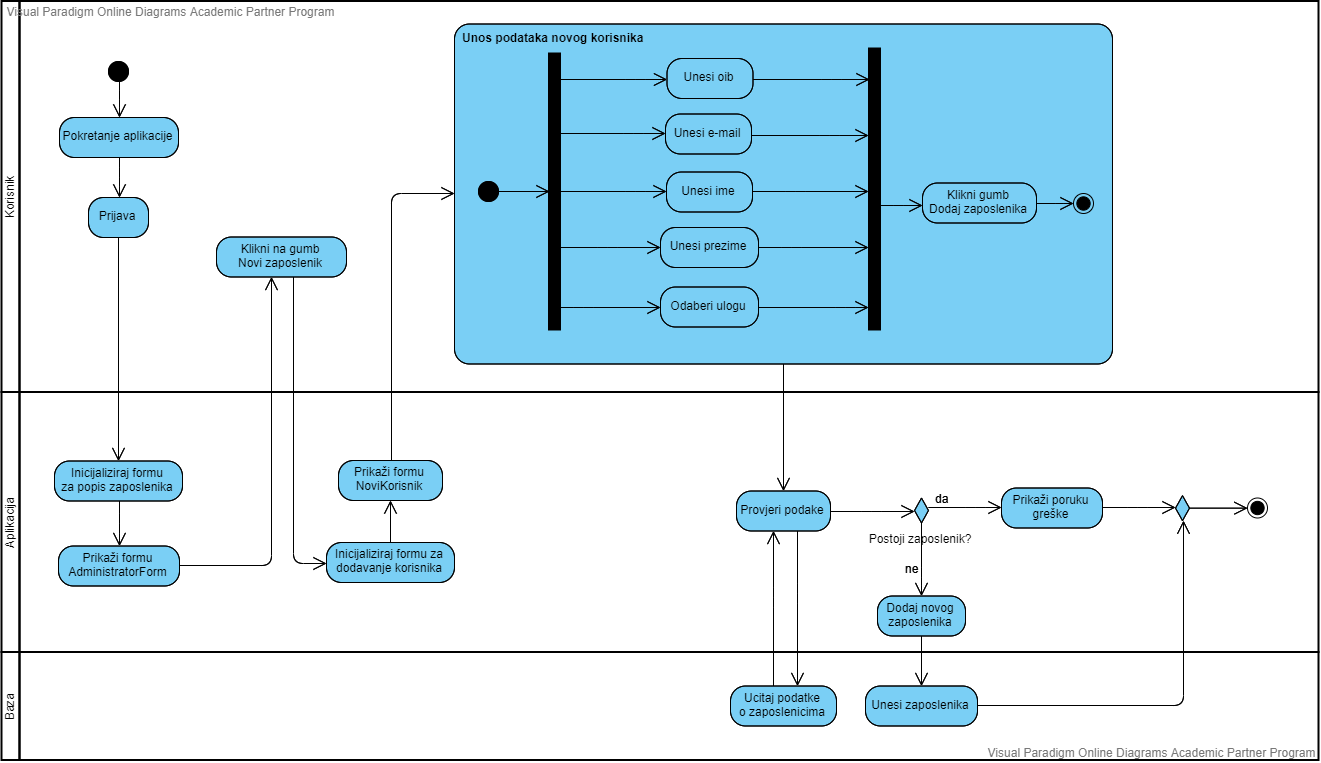 Visual Paradigm Online Diagrams Academic Partner Program
Korisnik
Pokretanje aplikacije
Prijava
Klikni na gumb
Novi zaposlenik
Unos podataka novog korisnika
Unesi oib
Unesi e-mail
Unesi ime
Unesi prezime
Odaberi ulogu
Klikni gumb
Dodaj zaposlenika
Aplikacija
Inicijaliziraj formu
za popis zaposlenika
Prikaži formu
AdministratorForm
Prikaži formu
NoviKorisnik
Inicijaliziraj formu za
dodavanje korisnika
Provjeri podake
Postoji zaposlenik?
da
ne
Prikaži poruku
greške
Dodaj novog
zaposlenika
Baza
Ucitaj podatke
o zaposlenicima
Unesi zaposlenika
Visual Paradigm Online Diagrams Academic Partner Program